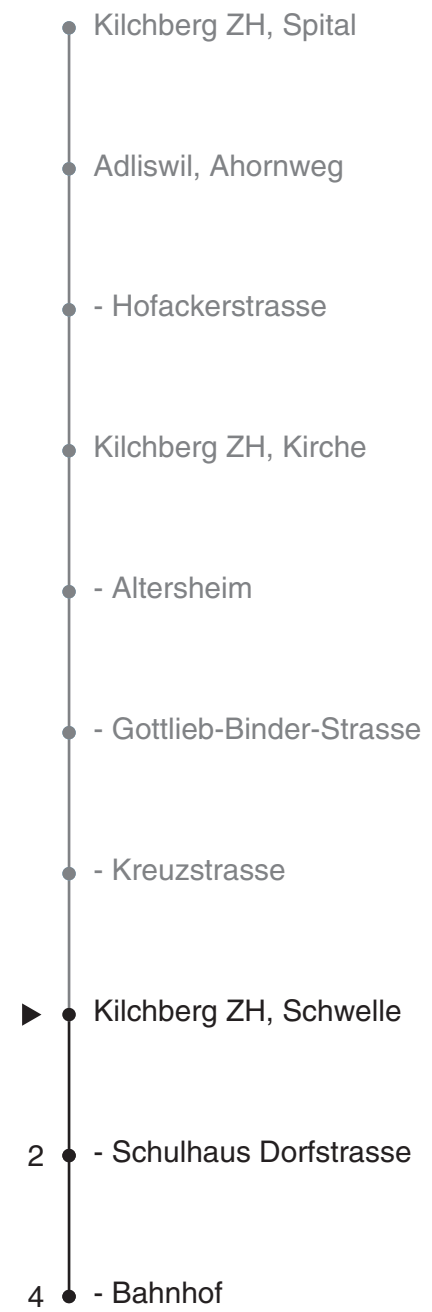 Kilchberg ZH, Spital
Adliswil, Ahornweg
- Hofackerstrasse
Kilchberg ZH, Kirche
- Altersheim
- Gottlieb-Binder-Strasse
- Kreuzstrasse
Kilchberg ZH, Schwelle
2 - Schulhaus Dorfstrasse
4 - Bahnhof